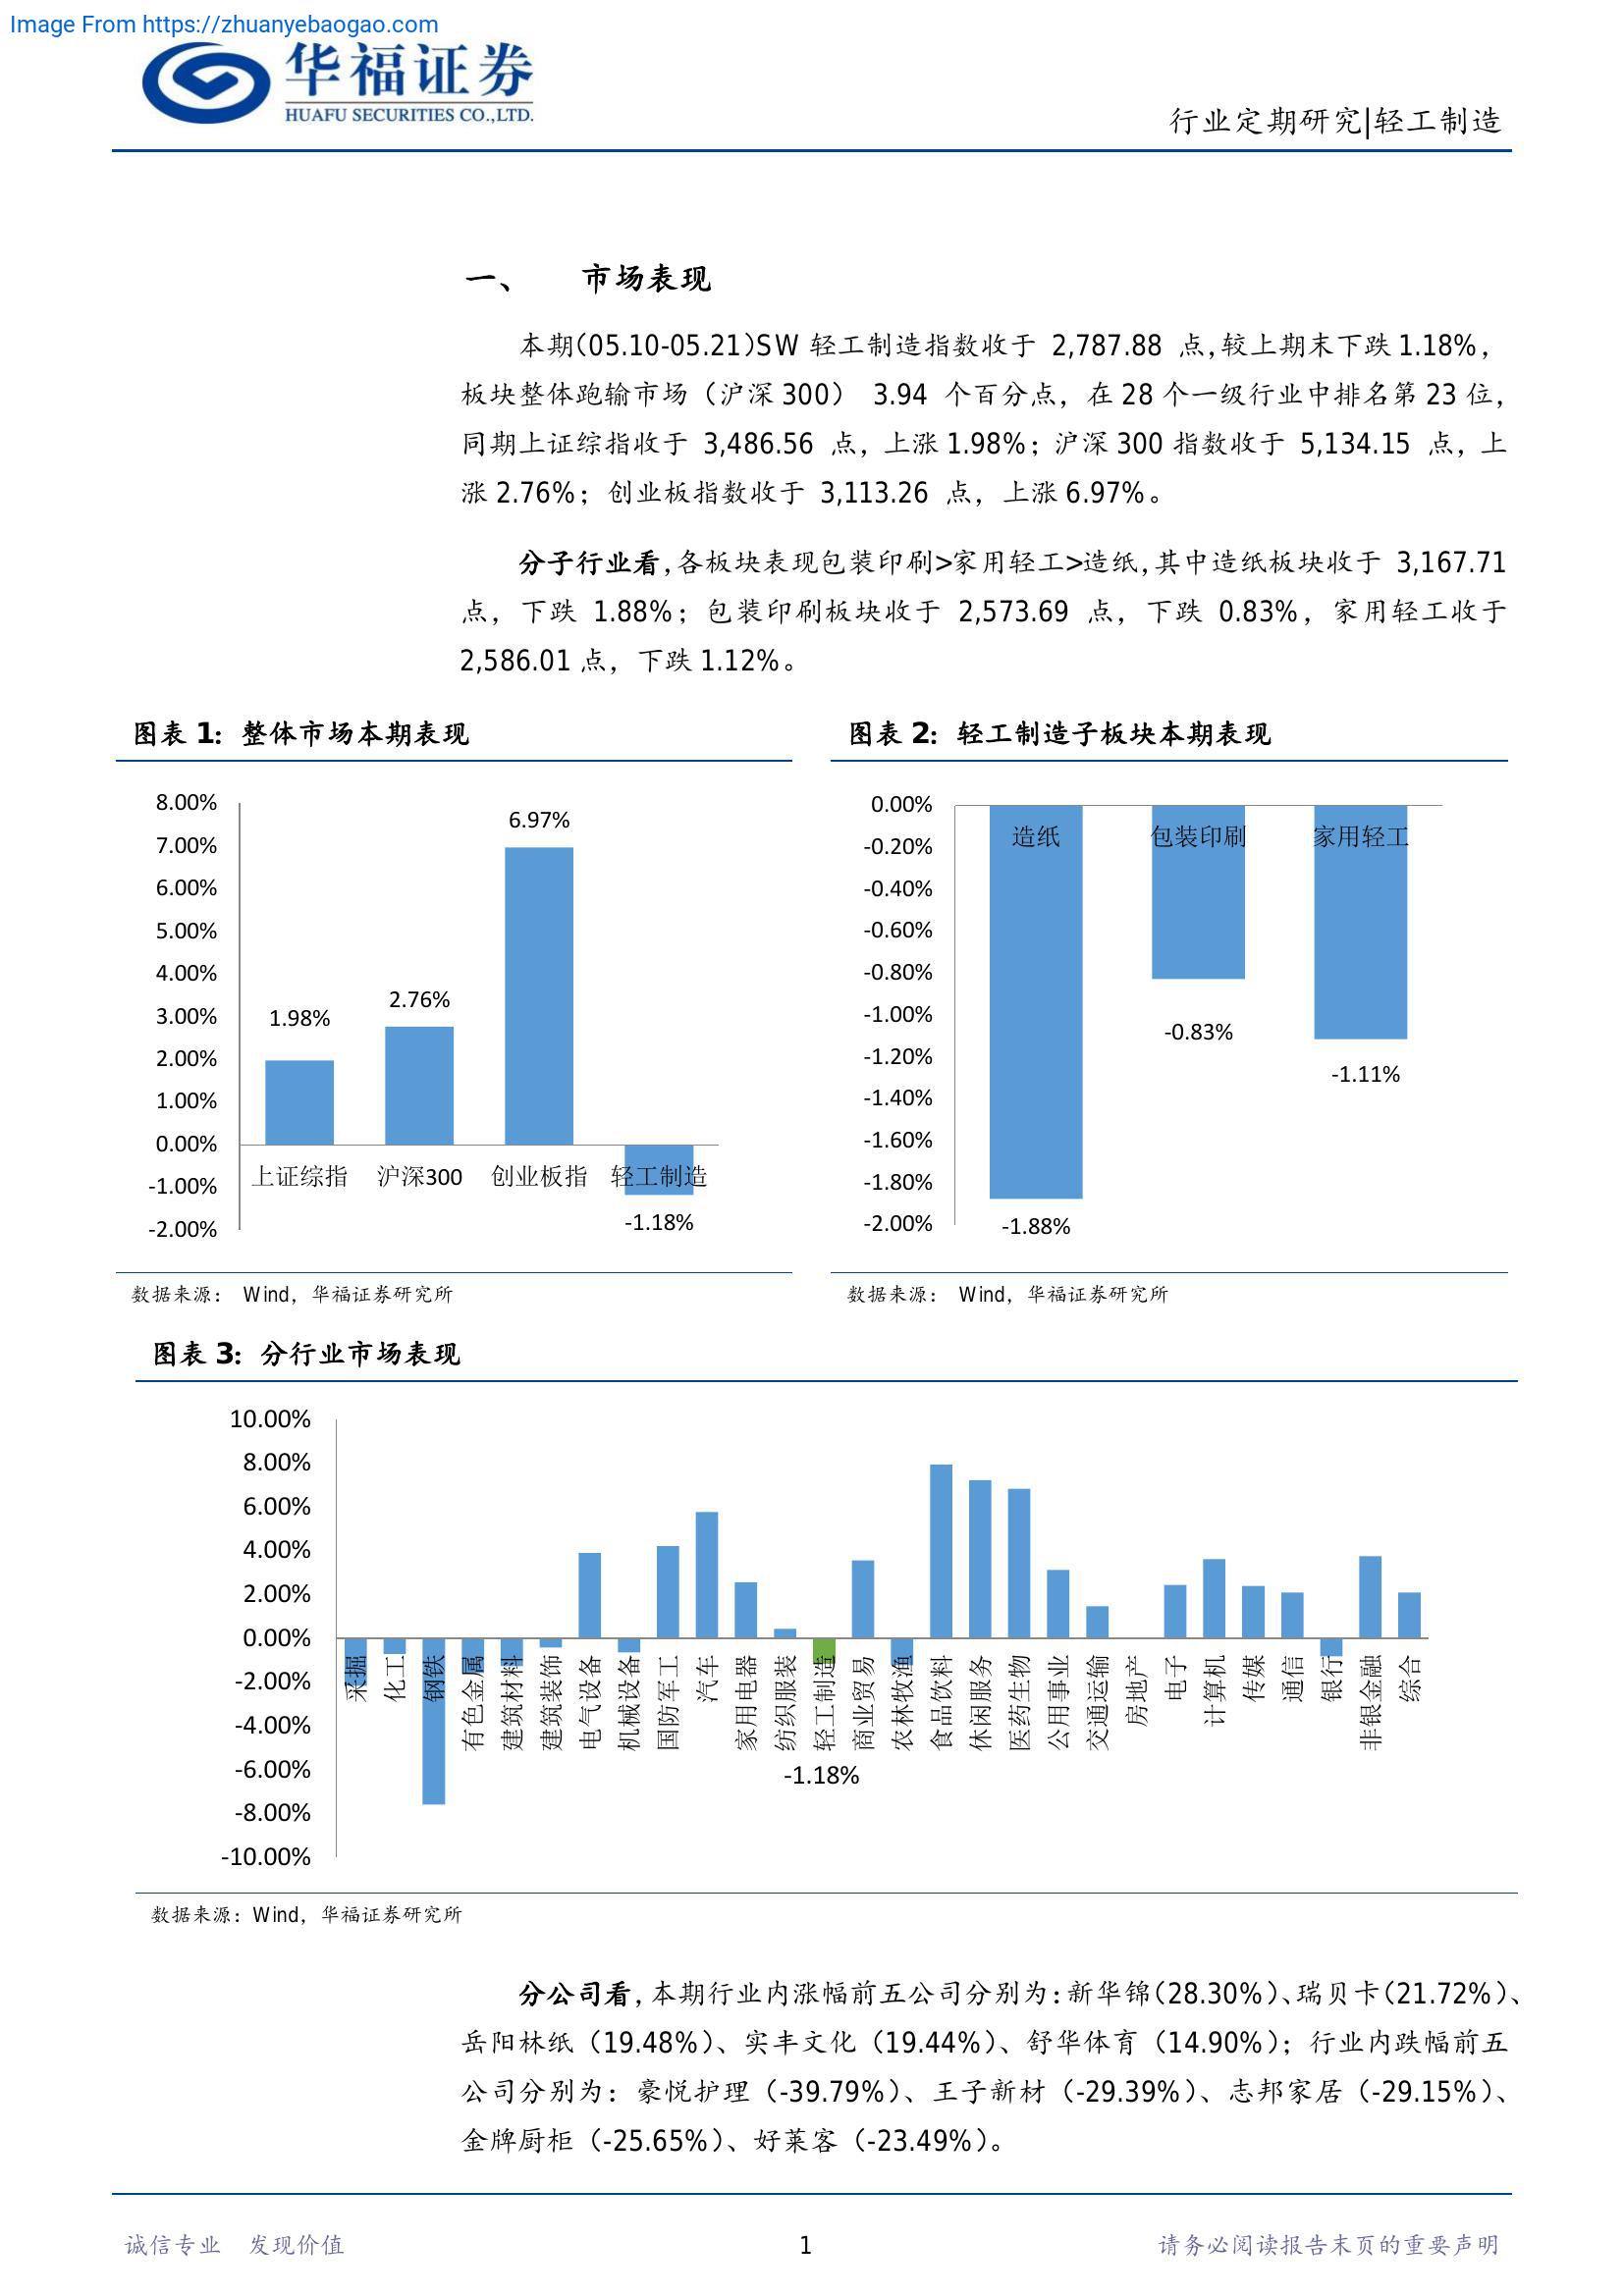 Image From https://zhuanyebaogao.com
华福证券
HUAFU SECURITIES CO.,LTD.
行业定期研究|轻工制造
一、 市场表现
本期(05.10-05.21)SW 轻工制造指数收于 2,787.88 点,较上期末下跌 1.18%,
板块整体跑输市场（沪深 300） 3.94 个百分点，在 28 个一级行业中排名第 23 位，
同期上证综指收于 3,486.56 点，上涨 1.98%；沪深 300 指数收于 5,134.15 点，上
涨 2.76%；创业板指数收于 3,113.26 点，上涨 6.97%。
分子行业看,各板块表现包装印刷>家用轻工>造纸,其中造纸板块收于 3,167.71
点，下跌 1.88%；包装印刷板块收于 2,573.69 点，下跌 0.83%，家用轻工收于
2,586.01 点，下跌 1.12%。
图表 1：整体市场本期表现
8.00%
7.00%
6.00%
5.00%
4.00%
3.00%
2.00%
1.00%
0.00%
-1.00%
-2.00%
1.98%
2.76%
6.97%
-1.18%
上证综指
沪深300
创业板指
轻工制造
数据来源： Wind，华福证券研究所
图表 2：轻工制造子板块本期表现
0.00%
-0.20%
-0.40%
-0.60%
-0.80%
-1.00%
-1.20%
-1.40%
-1.60%
-1.80%
-2.00%
造纸
包装印刷
家用轻工
-1.88%
-0.83%
-1.11%
数据来源： Wind，华福证券研究所
图表 3：分行业市场表现
10.00%
8.00%
6.00%
4.00%
2.00%
0.00%
-2.00%
-4.00%
-6.00%
-8.00%
-10.00%
采掘
化工
钢铁
有色金属
建筑材料
建筑装饰
电气设备
机械设备
国防军工
汽车
家用电器
纺织服装
轻工制造
商业贸易
农林牧渔
食品饮料
休闲服务
医药生物
公用事业
交通运输
房地产
电子
计算机
传媒
通信
银行
非银金融
综合
-1.18%
数据来源：Wind，华福证券研究所
分公司看,本期行业内涨幅前五公司分别为:新华锦(28.30%)、瑞贝卡(21.72%)、
岳阳林纸（19.48%）、实丰文化（19.44%）、舒华体育（14.90%）；行业内跌幅前五
公司分别为：豪悦护理（-39.79%）、王子新材（-29.39%）、志邦家居（-29.15%）、
金牌厨柜（-25.65%）、好莱客（-23.49%）。
诚信专业 发现价值
1
请务必阅读报告末页的重要声明